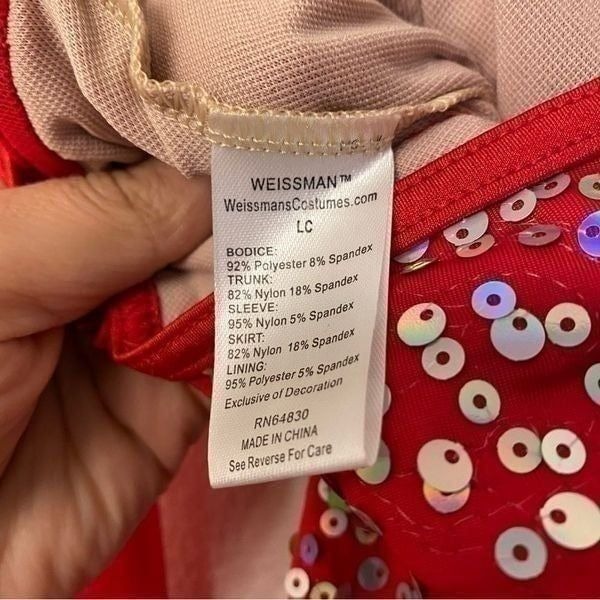 WEISSMAN™
WeissmansCostumes.com
LC
BODICE:
92% Polyester 8% Spandex
TRUNK:
82% Nylon 18% Spandex
SLEEVE:
95% Nylon 5% Spandex
SKIRT:
82% Nylon 18% Spandex
LINING:
95% Polyester 5% Spandex
Exclusive of Decoration
RN64830
MADE IN CHINA
See Reverse For Care